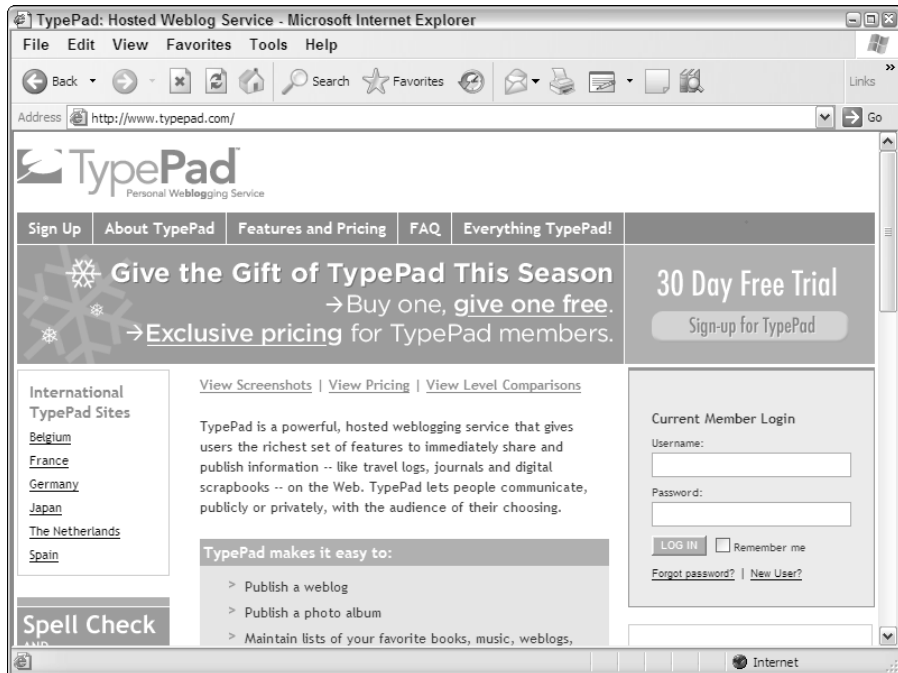 TypePad: Hosted Weblog Service - Microsoft Internet Explorer
File Edit View Favorites Tools Help
Back Search Favorites Links »
Address http://www.typepad.com/ Go
TypePad™
Personal Weblogging Service
Sign Up About TypePad Features and Pricing FAQ Everything TypePad!
Give the Gift of TypePad This Season
→Buy one, give one free.
→Exclusive pricing for TypePad members.
30 Day Free Trial
Sign-up for TypePad
International
TypePad Sites
Belgium
France
Germany
Japan
The Netherlands
Spain
Spell Check
AND
View Screenshots | View Pricing | View Level Comparisons
TypePad is a powerful, hosted weblogging service that gives
users the richest set of features to immediately share and
publish information -- like travel logs, journals and digital
scrapbooks -- on the Web. TypePad lets people communicate,
publicly or privately, with the audience of their choosing.
TypePad makes it easy to:
> Publish a weblog
> Publish a photo album
> Maintain lists of your favorite books, music, weblogs,
Current Member Login
Username:
Password:
LOG IN Remember me
Forgot password? | New User?
Internet